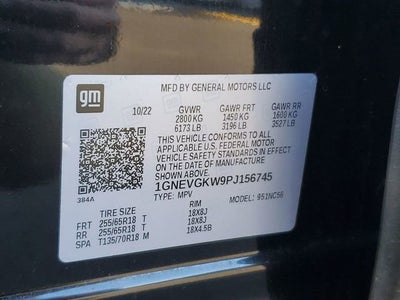 MFD BY GENERAL MOTORS LLC
gm
10/22 GVWR GAWR FRT GAWR RR
2800 KG 1450 KG 1600 KG
6173 LB 3196 LB 3527 LB
THIS VEHICLE CONFORMS TO ALL
APPLICABLE U.S. FEDERAL MOTOR
VEHICLE SAFETY STANDARDS IN EFFECT ON
THE DATE OF MANUFACTURE SHOWN ABOVE.
1GNEVGKW9PJ156745
384A TYPE: MPV 951NC56
TIRE SIZE RIM
FRT 255/65R18 T 18X8J
RR 255/65R18 T 18X8J
SPA T135/70R18 M 18X4.5B